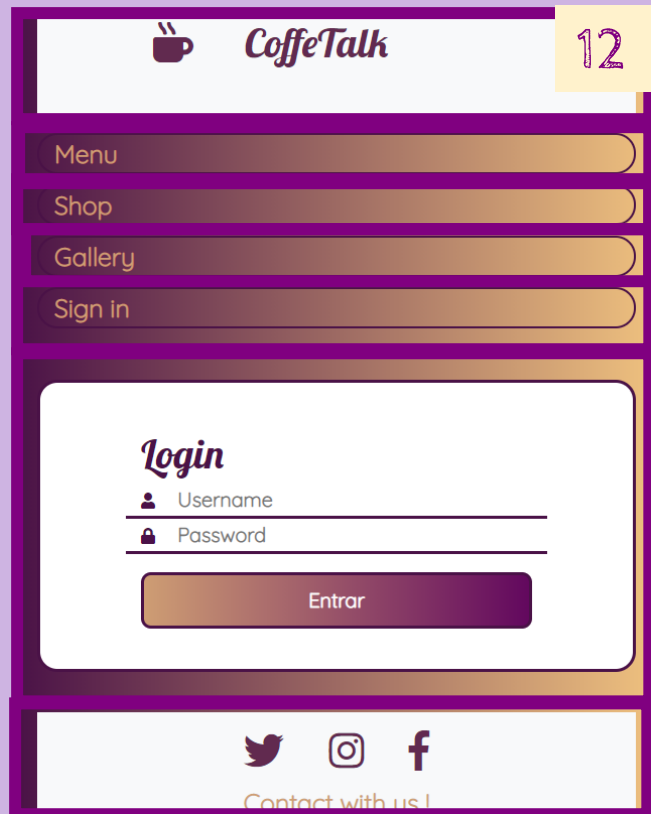 CoffeTalk
12
Menu
Shop
Gallery
Sign in
Login
Username
Password
Entrar
Contact with us !